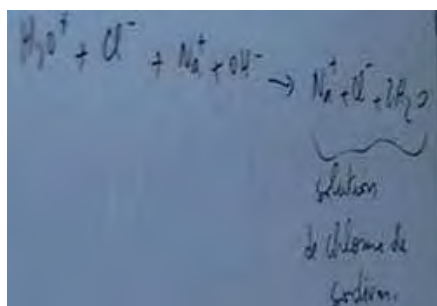 H₃O⁺ + Cl⁻ + Na⁺ + OH⁻ → Na⁺ + Cl⁻ + 2H₂O
solution
de chlorure de
sodium.